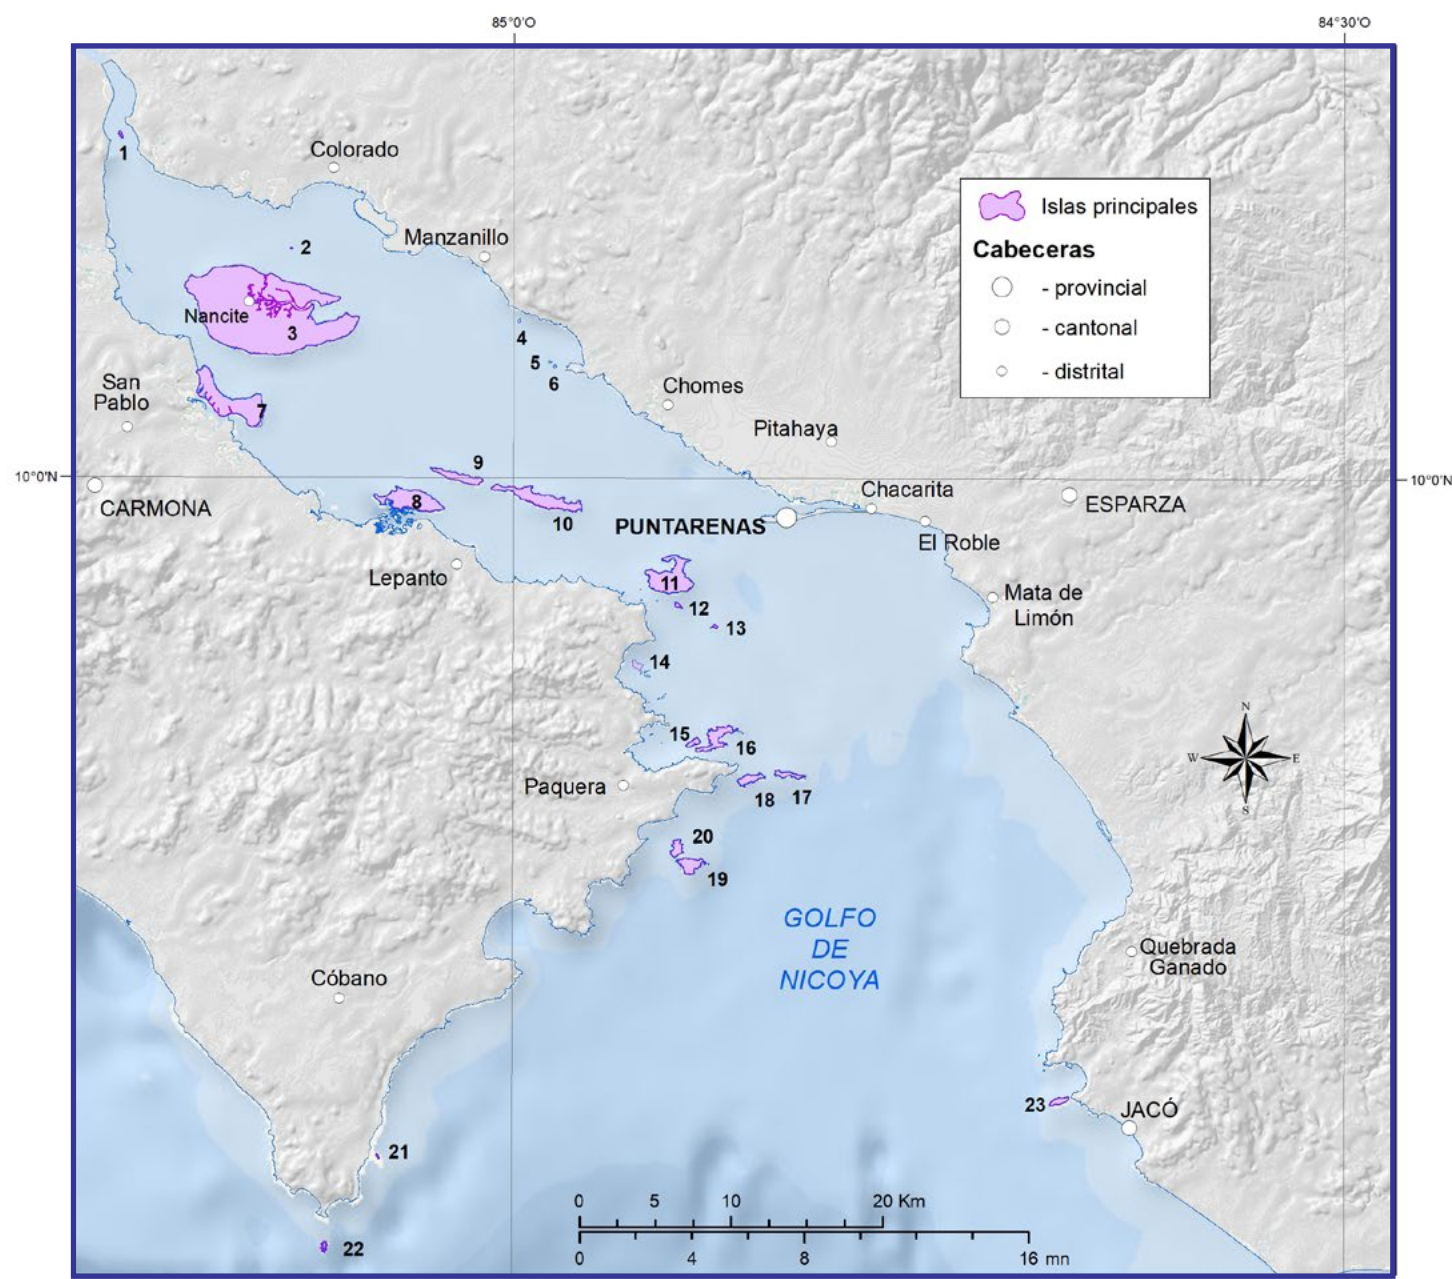 85°0'O
84°30'O
1
Colorado
Islas principales
Manzanillo
2
Cabeceras
- provincial
Nancite
3
4
- cantonal
5
6
- distrital
San
Pablo
Chomes
7
Pitahaya
9
10°0'N
10°0'N
8
Chacarita
CARMONA
10
PUNTARENAS
ESPARZA
El Roble
Lepanto
11
12
Mata de
Limón
13
14
N
15
16
W
E
S
Paquera
18
17
20
19
GOLFO
DE
NICOYA
Quebrada
Ganado
Cóbano
23
JACÓ
21
0 5 10 20 Km
22
0 4 8 16 mn